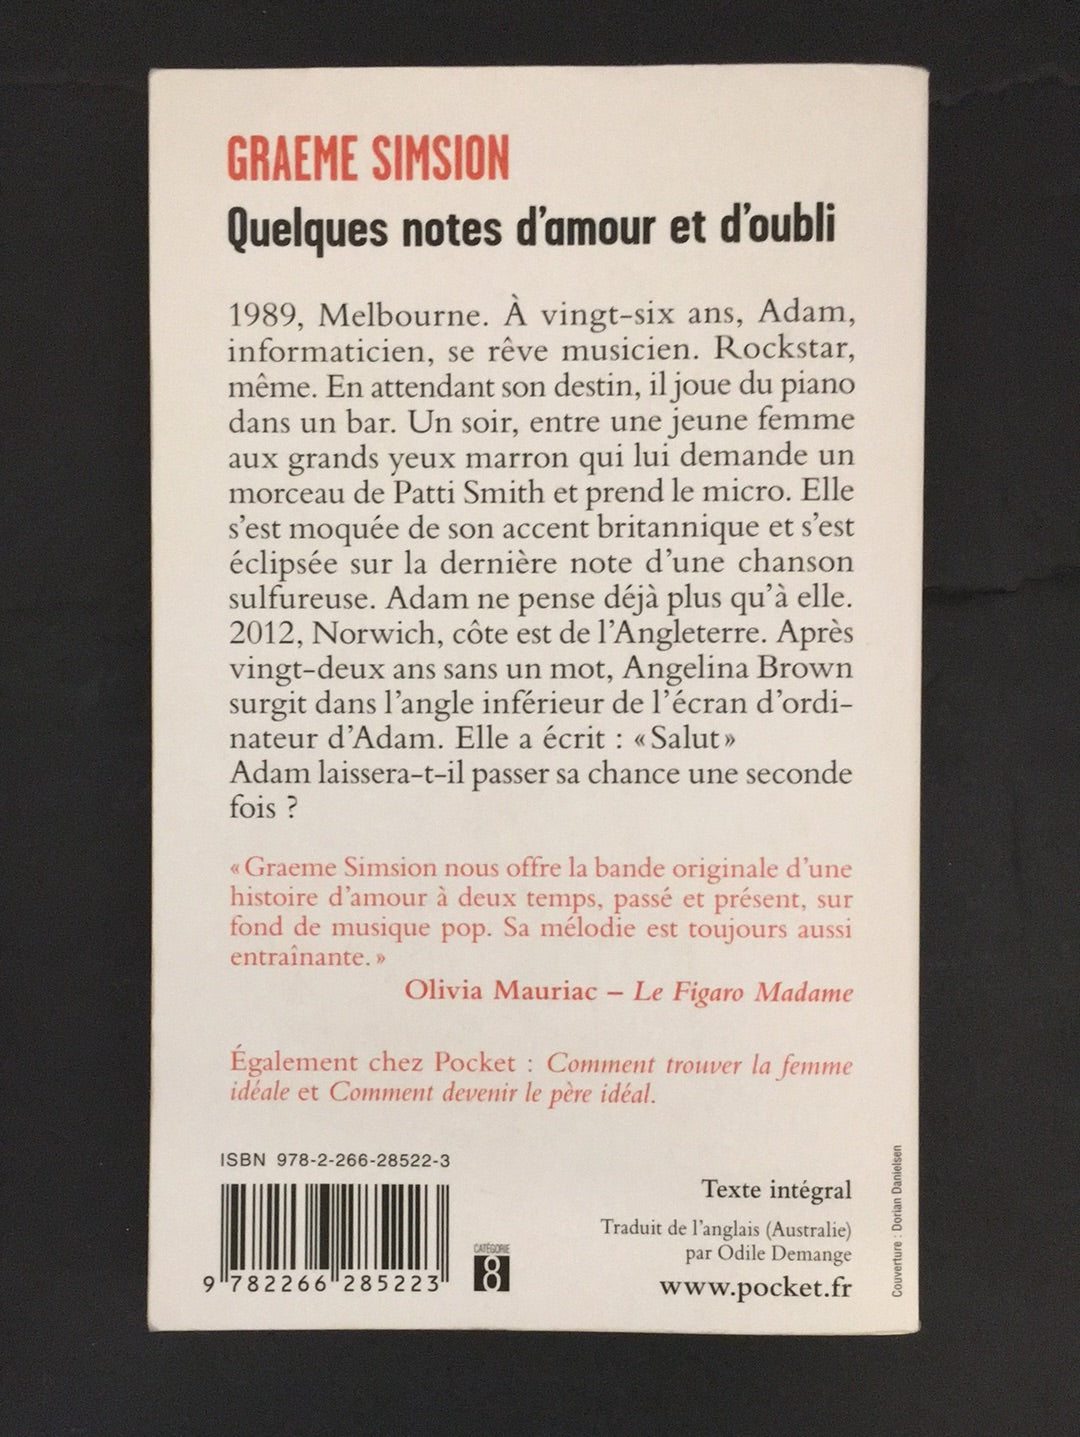 GRAEME SIMSION
Quelques notes d'amour et d'oubli
1989, Melbourne. À vingt-six ans, Adam,
informaticien, se rêve musicien. Rockstar,
même. En attendant son destin, il joue du piano
dans un bar. Un soir, entre une jeune femme
aux grands yeux marron qui lui demande un
morceau de Patti Smith et prend le micro. Elle
s'est moquée de son accent britannique et s'est
éclipsée sur la dernière note d'une chanson
sulfureuse. Adam ne pense déjà plus qu'à elle.
2012, Norwich, côte est de l'Angleterre. Après
vingt-deux ans sans un mot, Angelina Brown
surgit dans l'angle inférieur de l'écran d'ordi-
nateur d'Adam. Elle a écrit : « Salut »
Adam laissera-t-il passer sa chance une seconde
fois ?
« Graeme Simsion nous offre la bande originale d'une
histoire d'amour à deux temps, passé et présent, sur
fond de musique pop. Sa mélodie est toujours aussi
entraînante. »
Olivia Mauriac – Le Figaro Madame
Également chez Pocket : Comment trouver la femme
idéale et Comment devenir le père idéal.
ISBN 978-2-266-28522-3
9 782266 285223
CATÉGORIE
8
Texte intégral
Traduit de l'anglais (Australie)
par Odile Demange
www.pocket.fr
Couverture : Dorian Danielsen